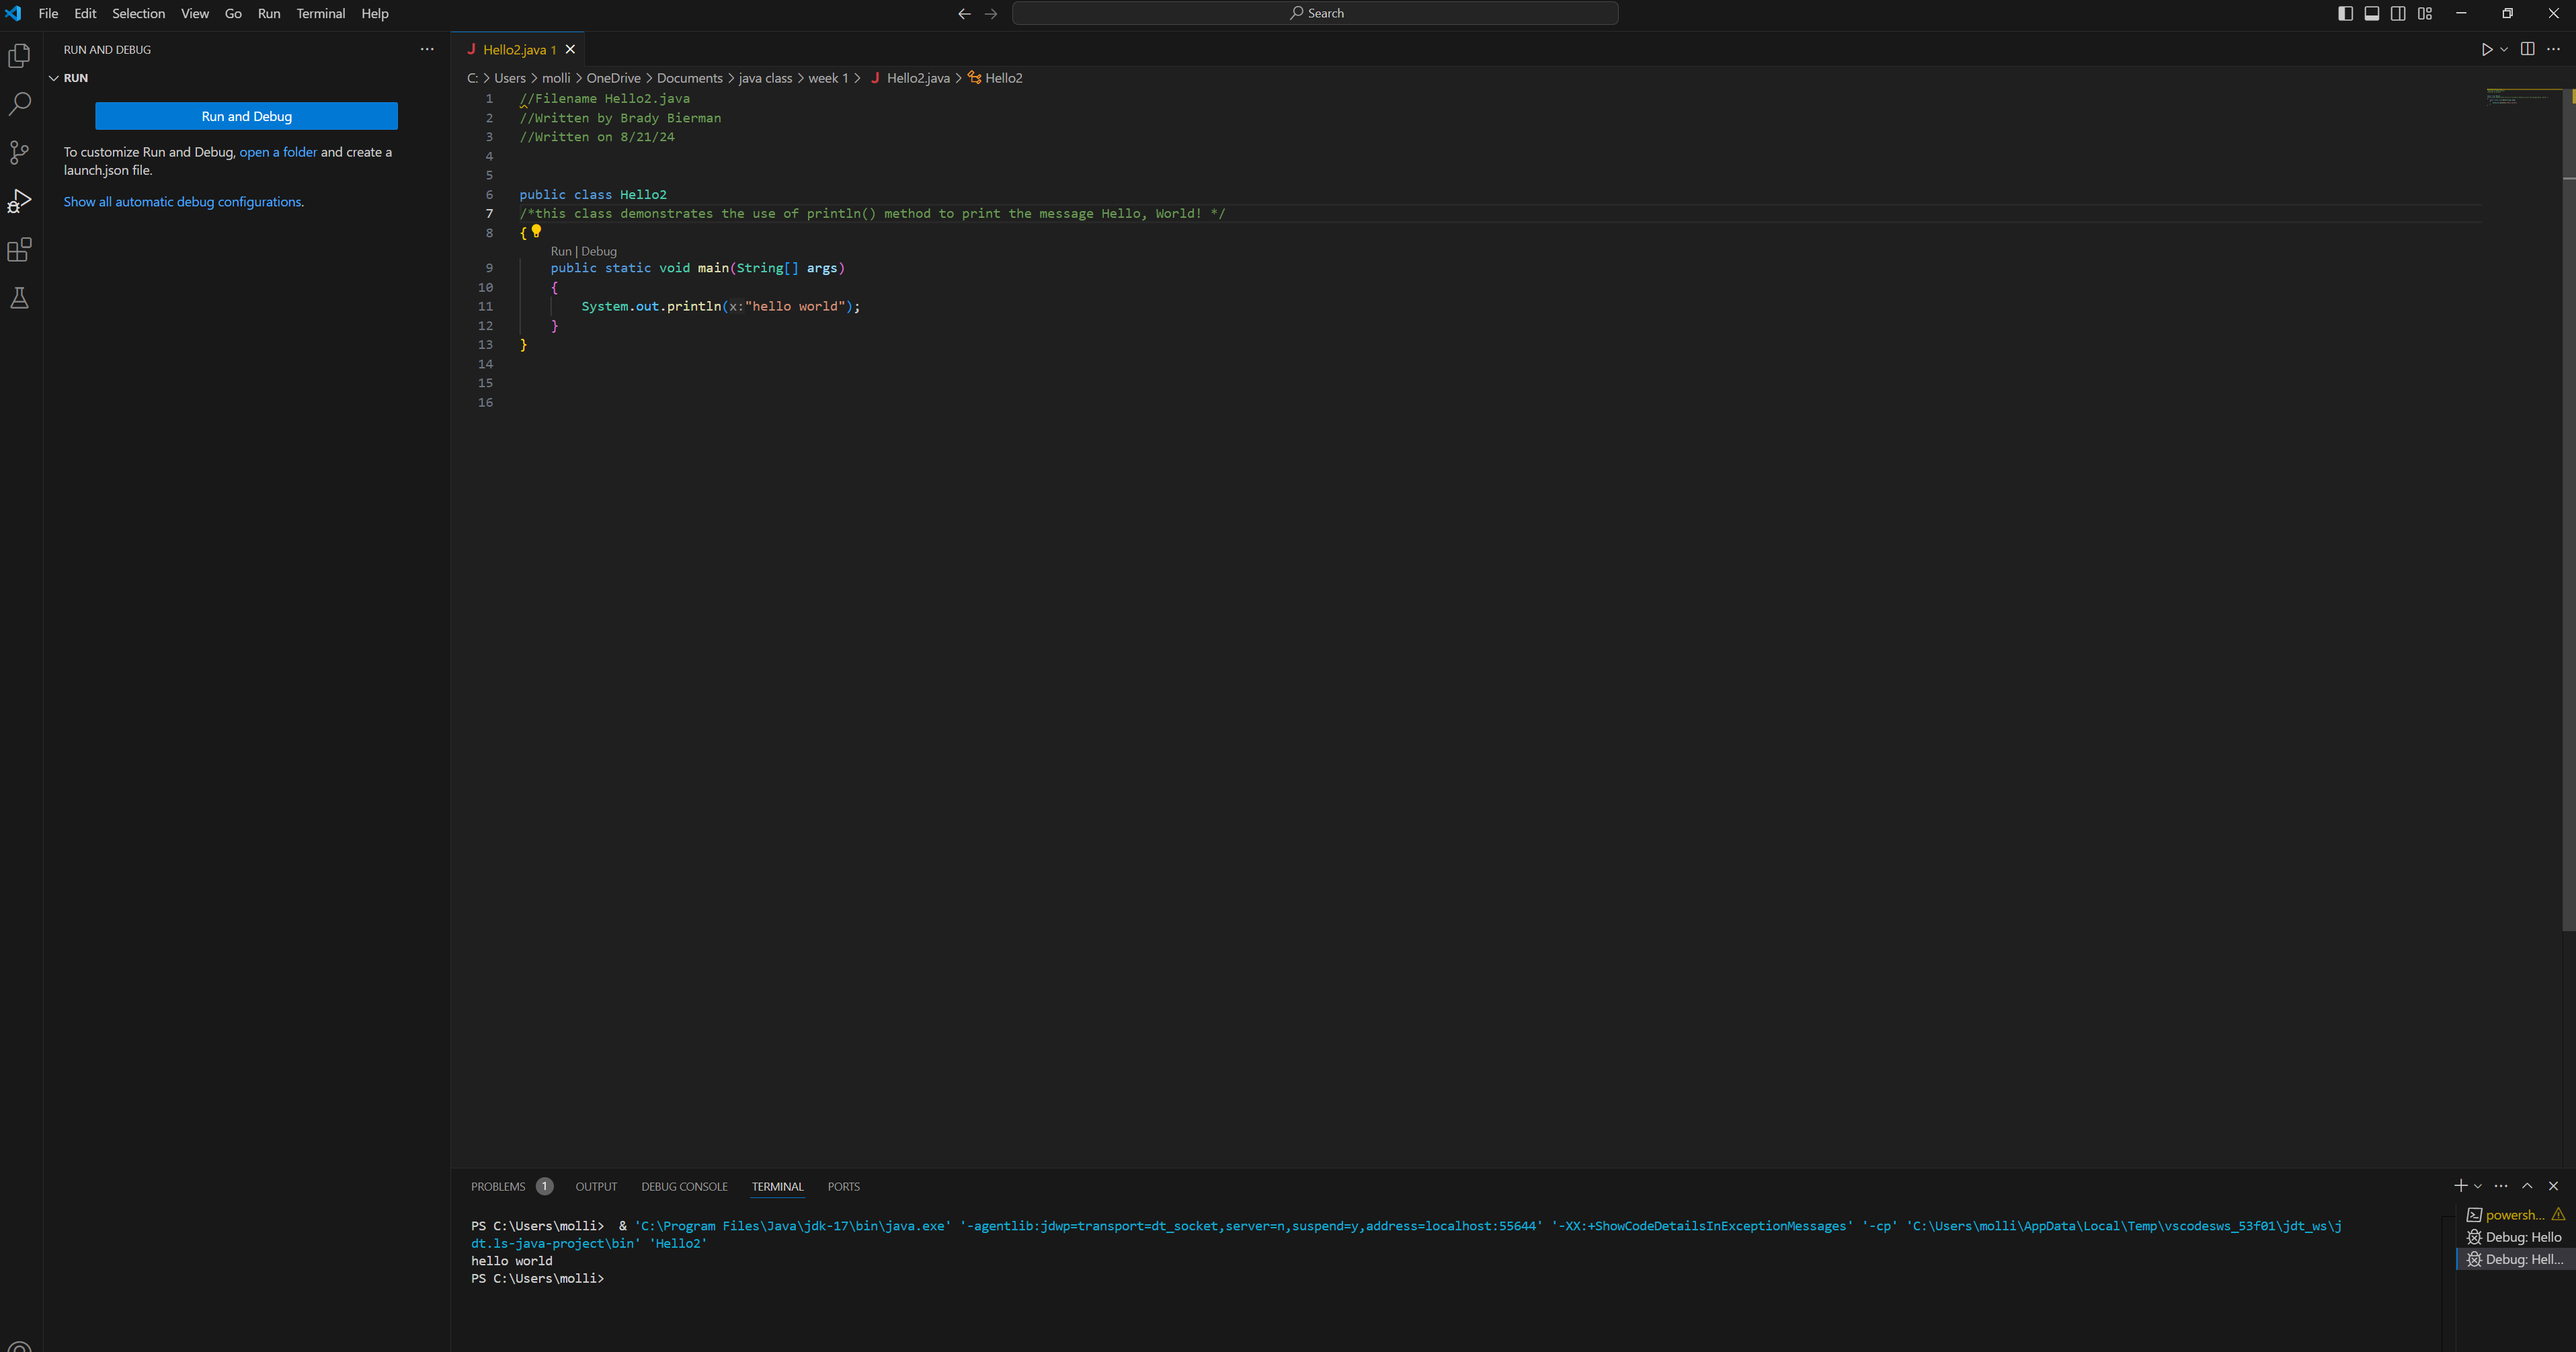 File Edit Selection View Go Run Terminal Help Search
RUN AND DEBUG
RUN
Run and Debug
To customize Run and Debug, open a folder and create a
launch.json file.
Show all automatic debug configurations.
Hello2.java 1
C: > Users > molli > OneDrive > Documents > java class > week 1 > J Hello2.java > Hello2
1 //Filename Hello2.java
2 //Written by Brady Bierman
3 //Written on 8/21/24
4
5
6 public class Hello2
7 /*this class demonstrates the use of println() method to print the message Hello, World! */
8 {
Run | Debug
9 public static void main(String[] args)
10 {
11 System.out.println(x:"hello world");
12 }
13 }
14
15
16
PROBLEMS 1 OUTPUT DEBUG CONSOLE TERMINAL PORTS
PS C:\Users\molli> & 'C:\Program Files\Java\jdk-17\bin\java.exe' '-agentlib:jdwp=transport=dt_socket,server=n,suspend=y,address=localhost:55644' '-XX:+ShowCodeDetailsInExceptionMessages' '-cp' 'C:\Users\molli\AppData\Local\Temp\vscodesws_53f01\jdt_ws\j
dt.ls-java-project\bin' 'Hello2'
hello world
PS C:\Users\molli>
powersh...
Debug: Hello
Debug: Hell...